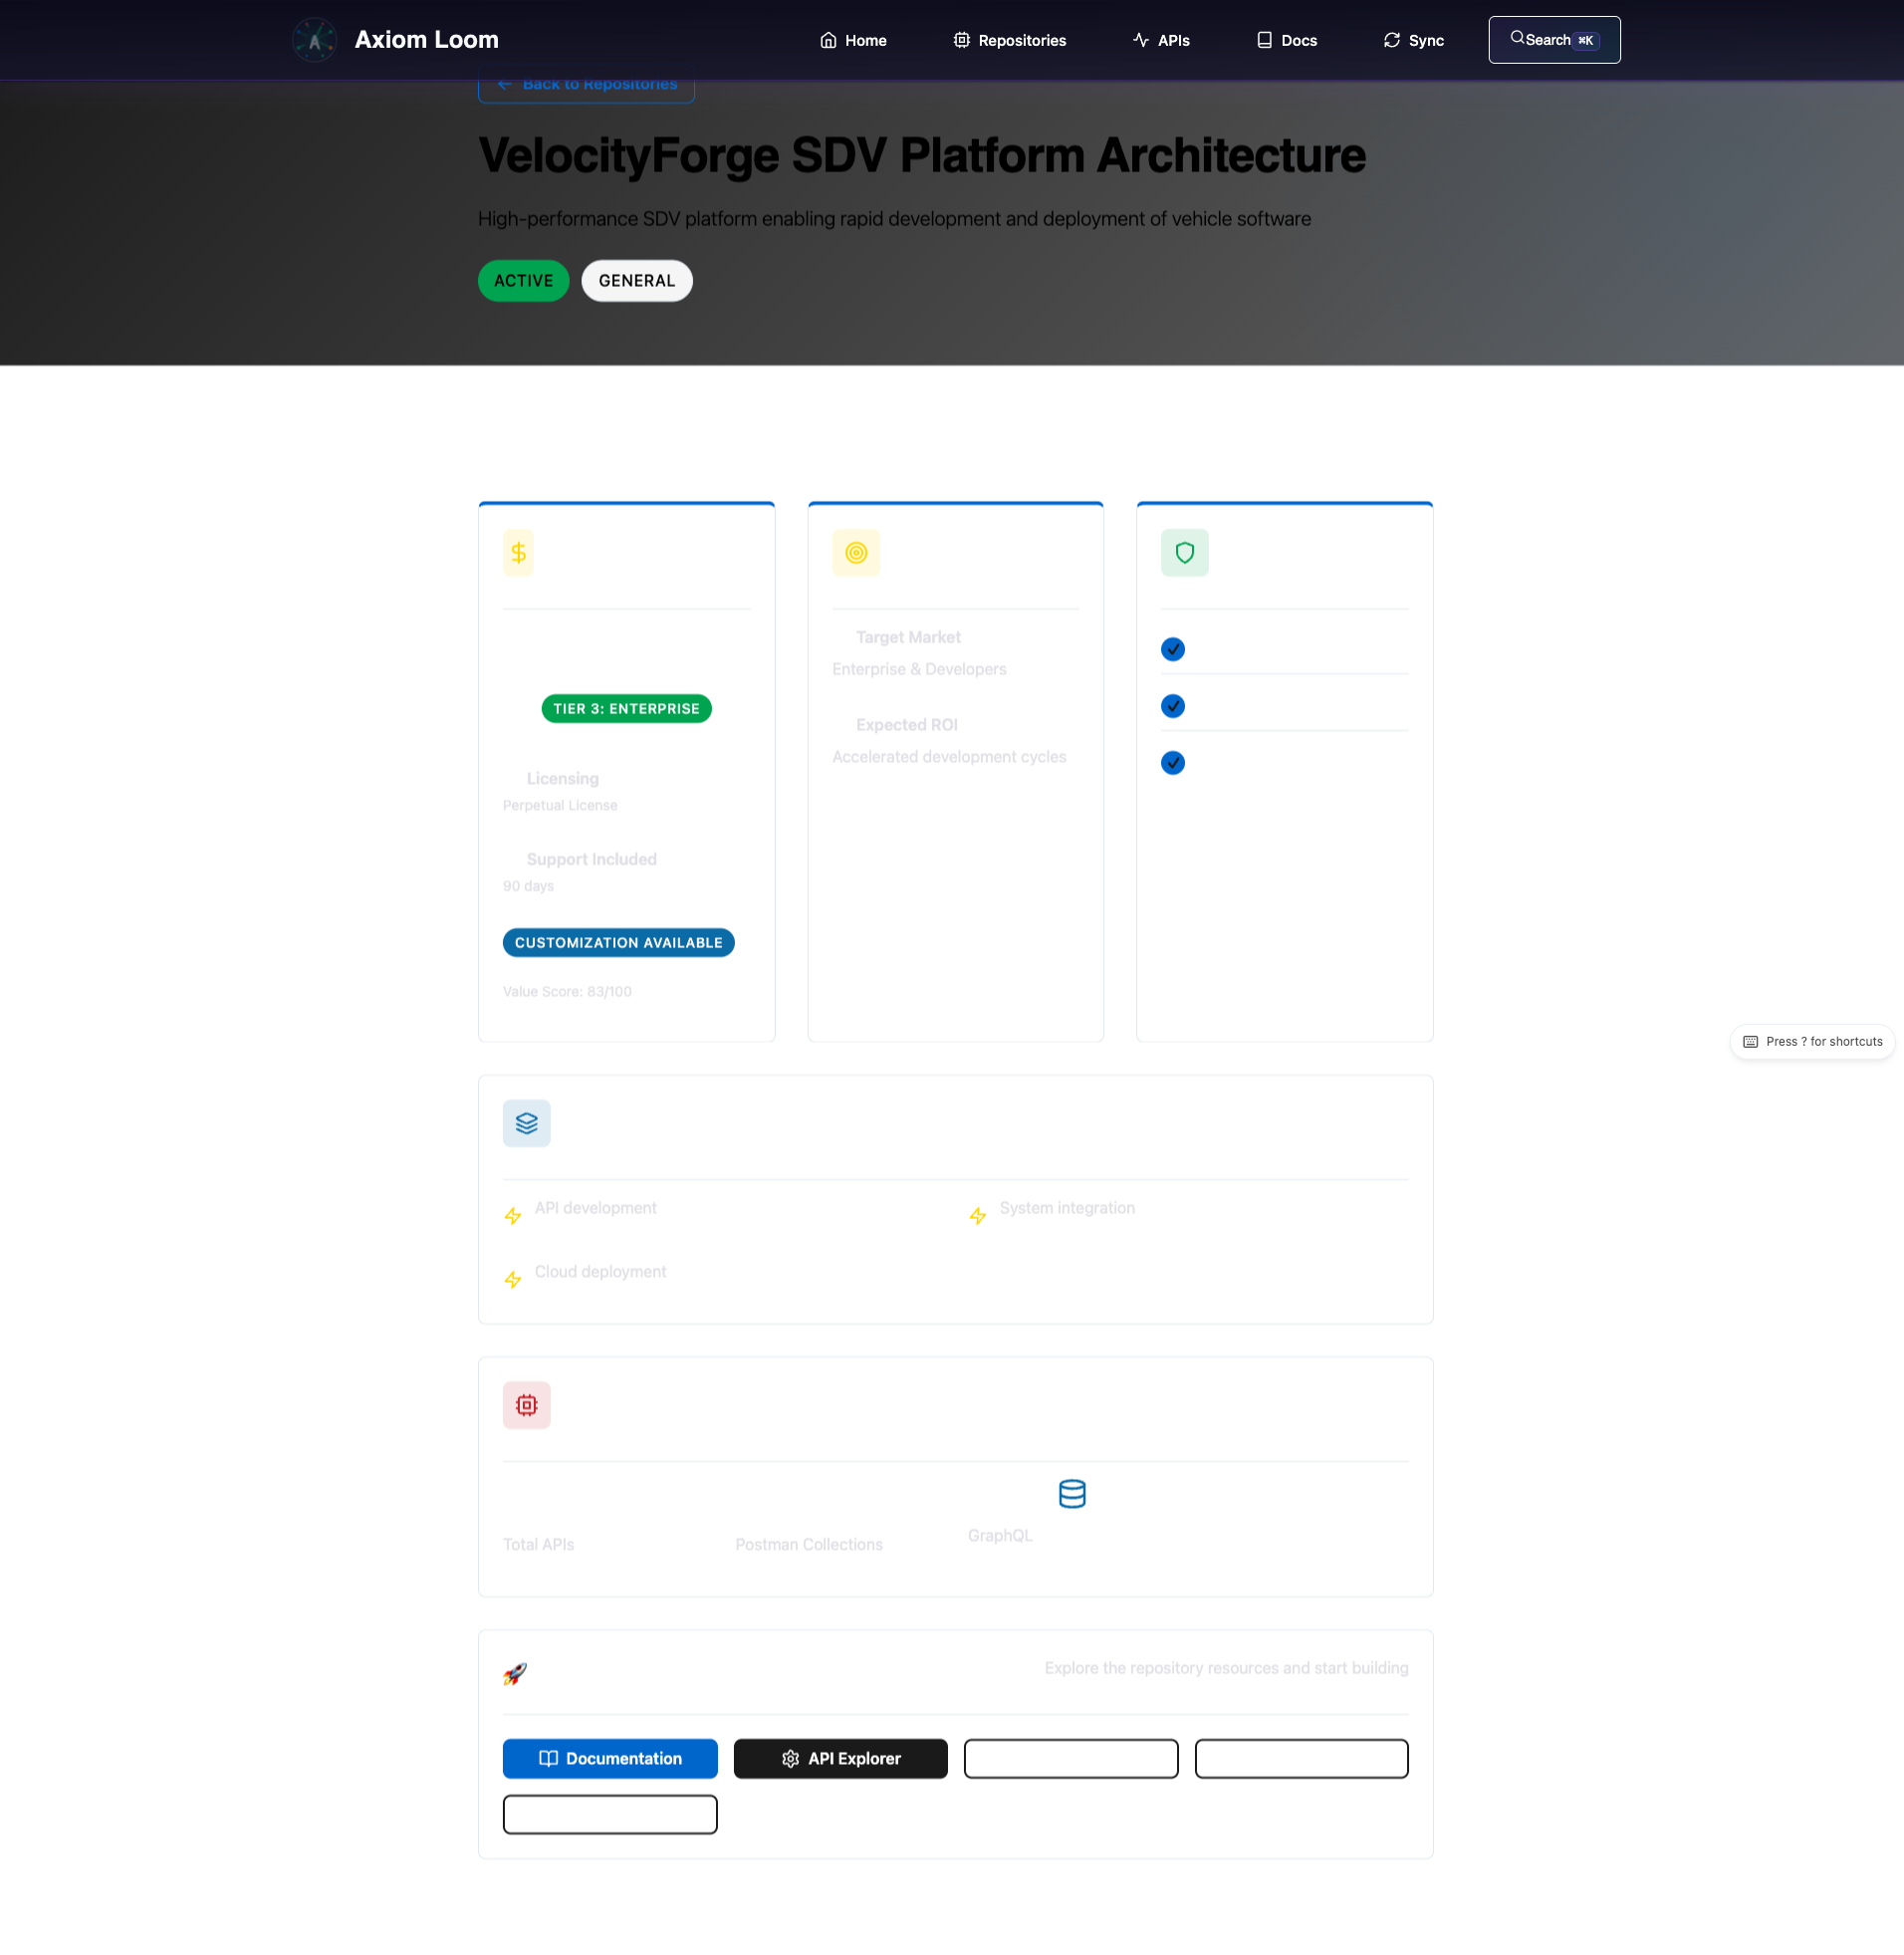 Axiom Loom
Home
Repositories
APIs
Docs
Sync
Search ⌘K
Back to Repositories
VelocityForge SDV Platform Architecture
High-performance SDV platform enabling rapid development and deployment of vehicle software
ACTIVE
GENERAL
TIER 3: ENTERPRISE
Licensing
Perpetual License
Support Included
90 days
CUSTOMIZATION AVAILABLE
Value Score: 83/100
Target Market
Enterprise & Developers
Expected ROI
Accelerated development cycles
Press ? for shortcuts
API development
System integration
Cloud deployment
Total APIs
Postman Collections
GraphQL
Explore the repository resources and start building
Documentation
API Explorer